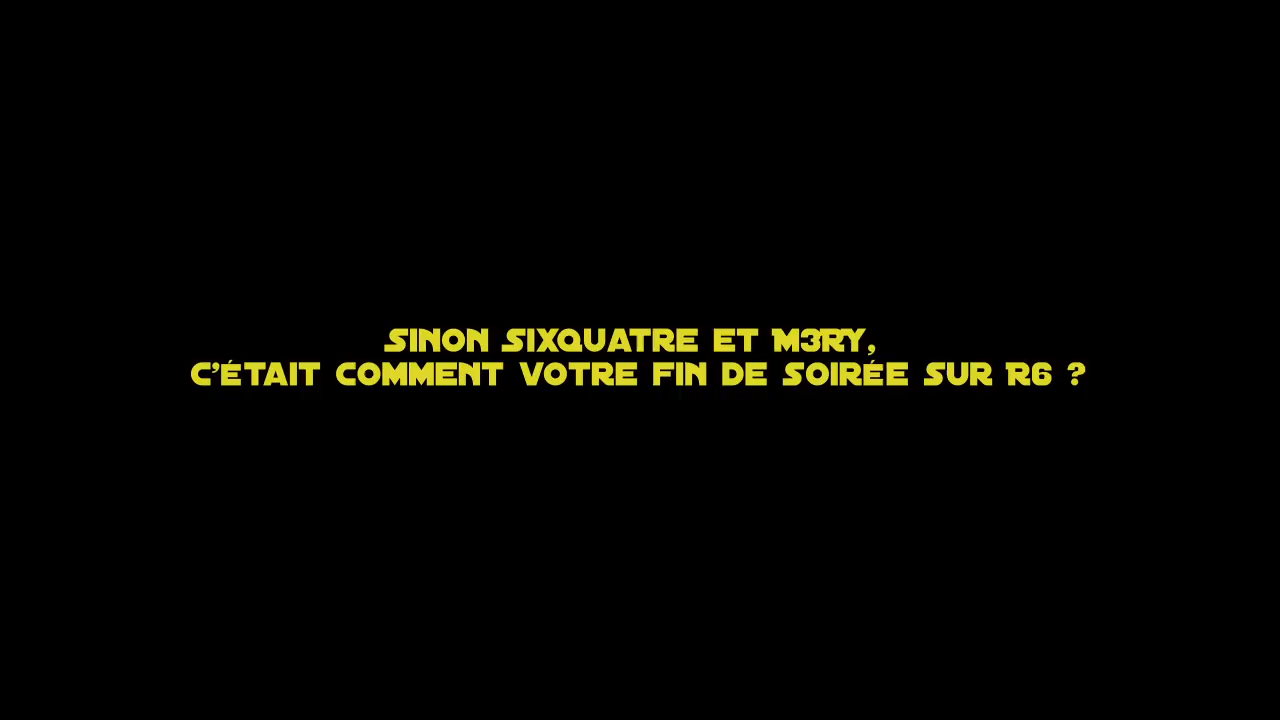 Sinon Sixquatre et M3RY,
c'était comment votre fin de soirée sur R6 ?